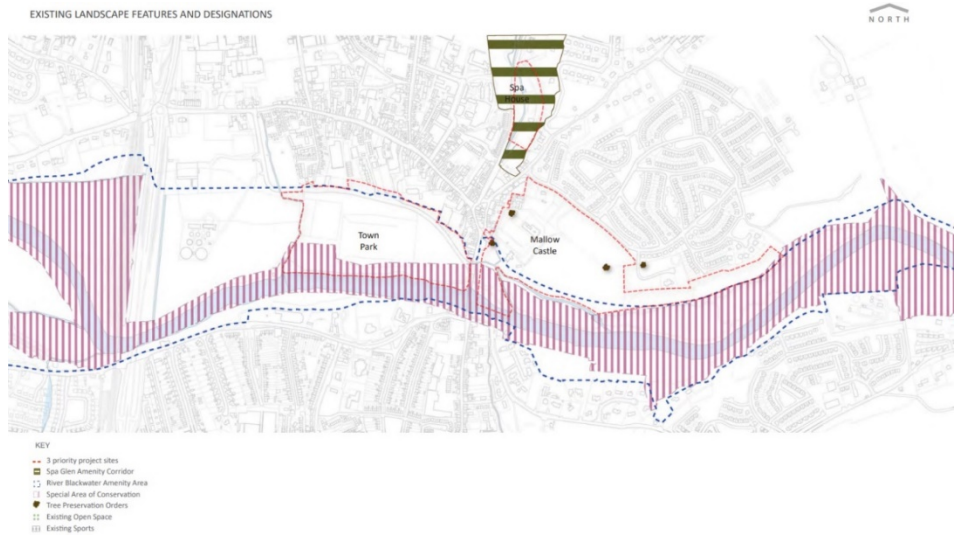 EXISTING LANDSCAPE FEATURES AND DESIGNATIONS
NORTH
Spa
House
Town
Park
Mallow
Castle
KEY
3 priority project sites
Spa Glen Amenity Corridor
River Blackwater Amenity Area
Special Area of Conservation
Tree Preservation Orders
Existing Open Space
Existing Sports